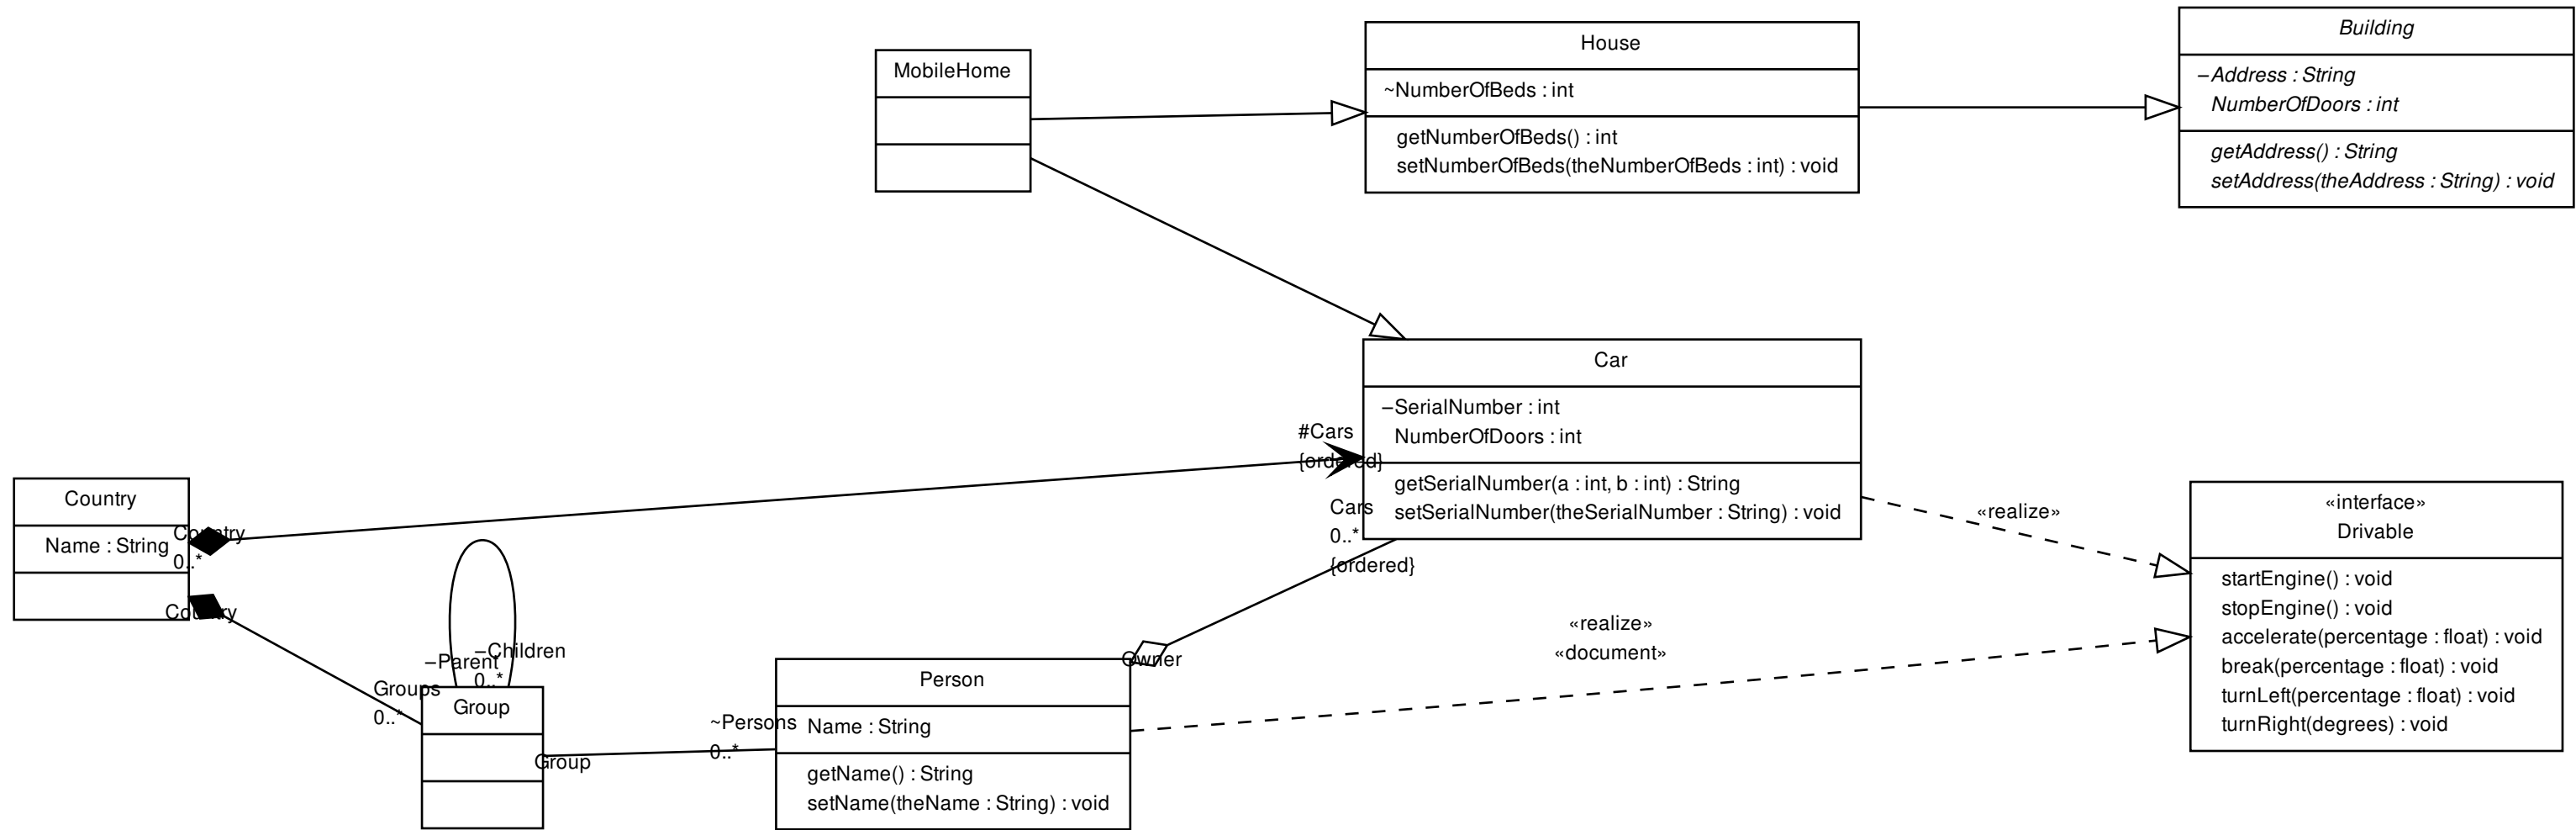 MobileHome
House
~NumberOfBeds : int
getNumberOfBeds() : int
setNumberOfBeds(theNumberOfBeds : int) : void
Building
–Address : String
NumberOfDoors : int
getAddress() : String
setAddress(theAddress : String) : void
Car
–SerialNumber : int
NumberOfDoors : int
getSerialNumber(a : int, b : int) : String
setSerialNumber(theSerialNumber : String) : void
#Cars
{ordered}
Cars
0..*
{ordered}
Country
Name : String
Country
0..*
Country
Groups
0..*
–Parent
–Children
0..*
Group
Group
~Persons
0..*
Person
Name : String
getName() : String
setName(theName : String) : void
Owner
«realize»
«realize»
«document»
«interface»
Drivable
startEngine() : void
stopEngine() : void
accelerate(percentage : float) : void
break(percentage : float) : void
turnLeft(percentage : float) : void
turnRight(degrees) : void